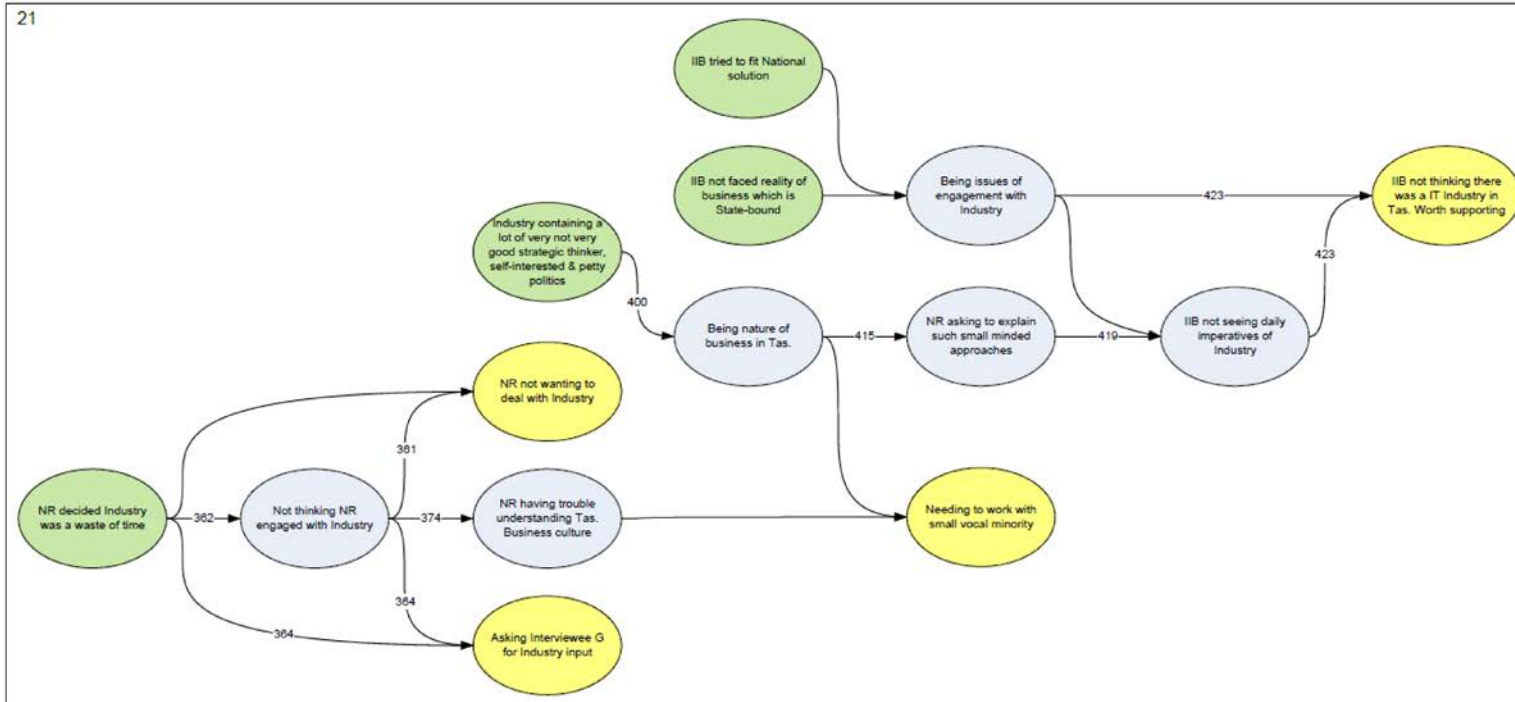 21
IIB tried to fit National
solution
IIB not faced reality of
business which is
State-bound
Being issues of
engagement with
Industry
423
IIB not thinking there
was a IT Industry in
Tas. Worth supporting
Industry containing a
lot of very not very
good strategic thinker,
self-interested & petty
politics
400
423
Being nature of
business in Tas.
415
NR asking to explain
such small minded
approaches
419
IIB not seeing daily
imperatives of
Industry
NR not wanting to
deal with Industry
381
NR decided Industry
was a waste of time
362
Not thinking NR
engaged with Industry
374
NR having trouble
understanding Tas.
Business culture
Needing to work with
small vocal minority
364
364
Asking Interviewee G
for Industry input